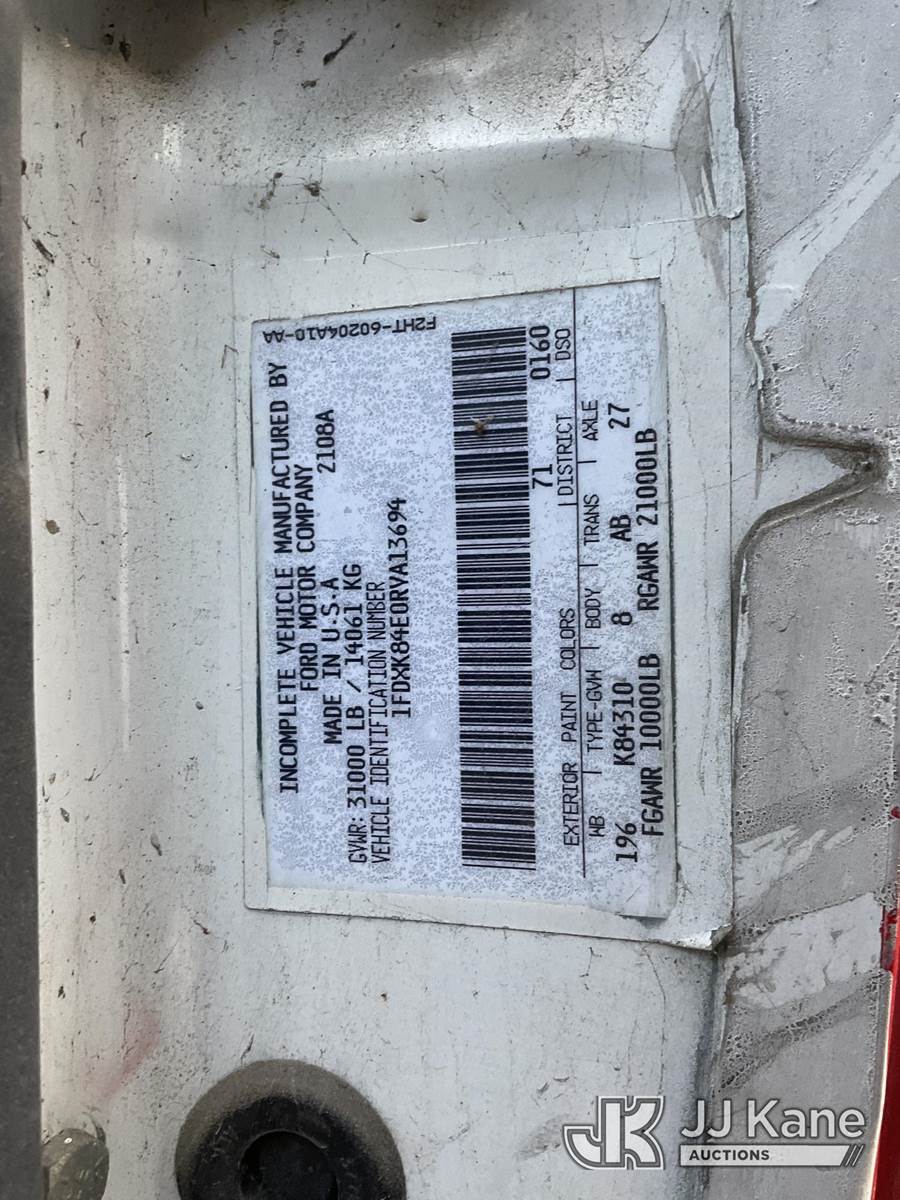 F2HT-60204A10-AA
INCOMPLETE VEHICLE MANUFACTURED BY
FORD MOTOR COMPANY
MADE IN U.S.A 2108A
GVWR: 31000 LB / 14061 KG
VEHICLE IDENTIFICATION NUMBER
1FDXK84E0RVA13694
71 0160
EXTERIOR PAINT COLORS DISTRICT DSO
WB TYPE-GVW BODY TRANS AXLE
196 K84310 8 AB 27
FGAWR 10000LB RGAWR 21000LB
JK JJ Kane
AUCTIONS